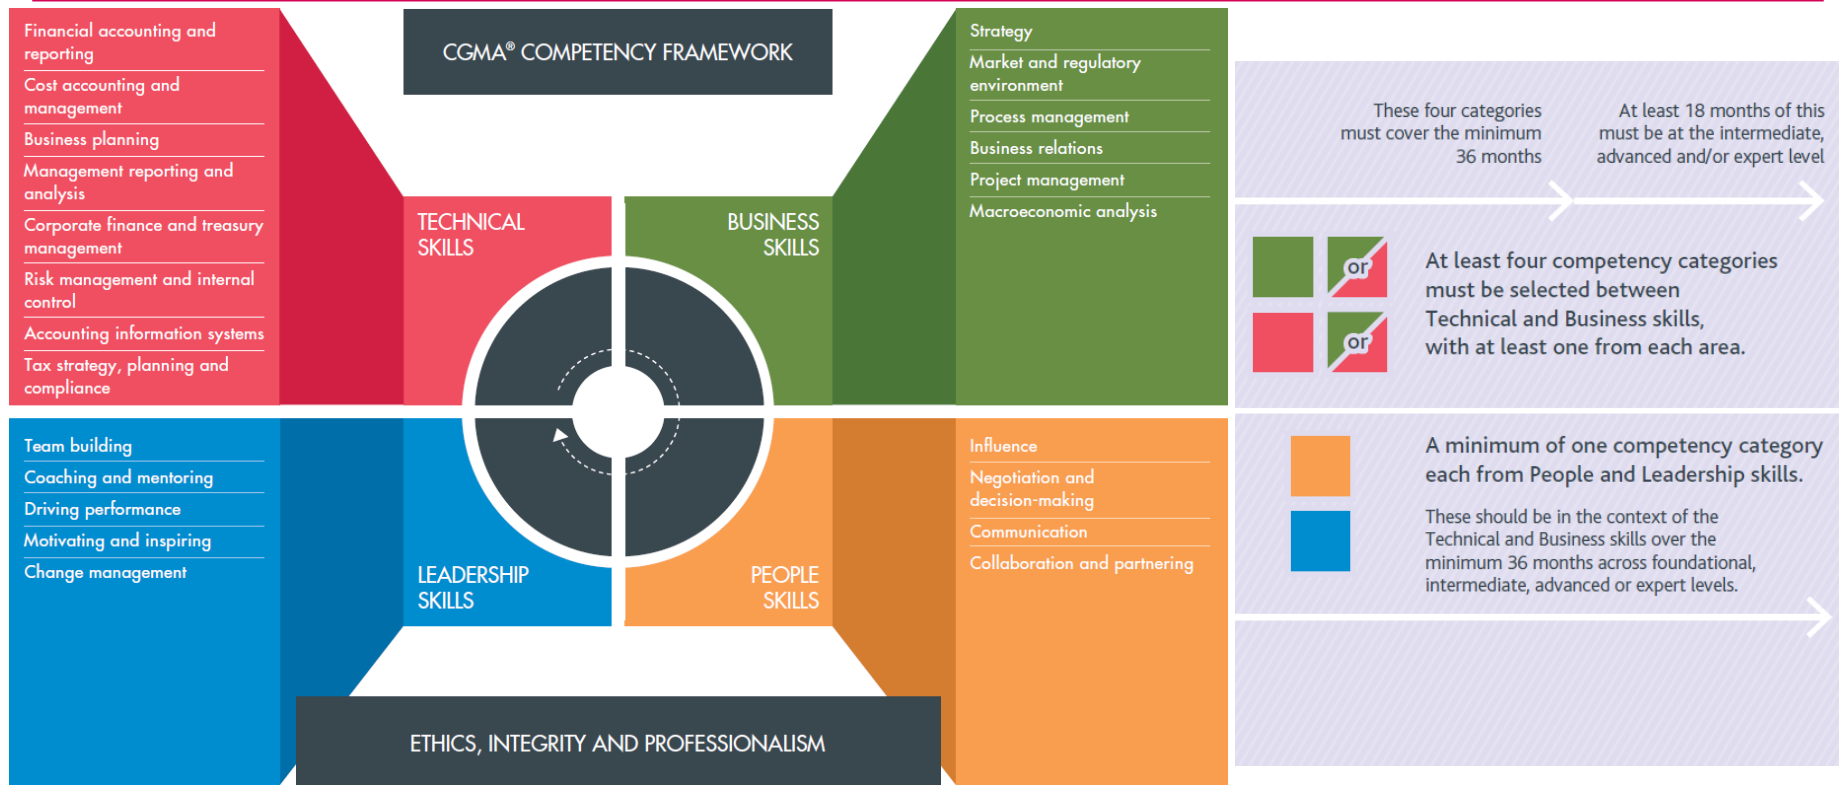 Financial accounting and
reporting
Cost accounting and
management
Business planning
Management reporting and
analysis
Corporate finance and treasury
management
Risk management and internal
control
Accounting information systems
Tax strategy, planning and
compliance
CGMA® COMPETENCY FRAMEWORK
TECHNICAL
SKILLS
BUSINESS
SKILLS
Strategy
Market and regulatory
environment
Process management
Business relations
Project management
Macroeconomic analysis
Team building
Coaching and mentoring
Driving performance
Motivating and inspiring
Change management
LEADERSHIP
SKILLS
PEOPLE
SKILLS
Influence
Negotiation and
decision-making
Communication
Collaboration and partnering
ETHICS, INTEGRITY AND PROFESSIONALISM
These four categories
must cover the minimum
36 months
At least 18 months of this
must be at the intermediate,
advanced and/or expert level
or
or
At least four competency categories
must be selected between
Technical and Business skills,
with at least one from each area.
A minimum of one competency category
each from People and Leadership skills.
These should be in the context of the
Technical and Business skills over the
minimum 36 months across foundational,
intermediate, advanced or expert levels.